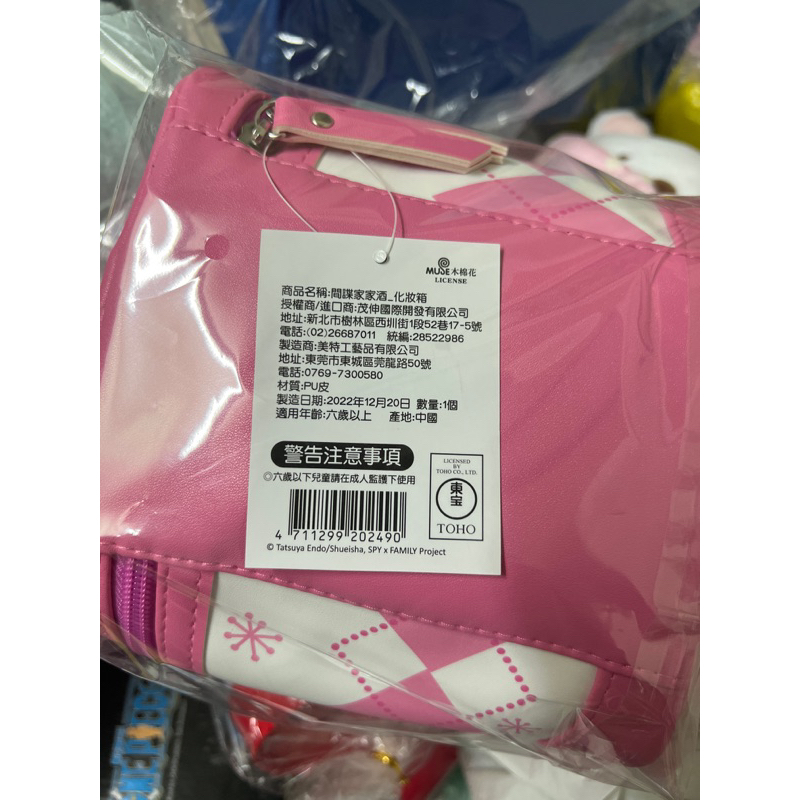 MUSE木棉花
LICENSE
商品名稱:間諜家家酒_化妝箱
授權商/進口商:茂伸國際開發有限公司
地址:新北市樹林區西圳街1段52巷17-5號
電話:(02)26687011 統編:28522986
製造商:美特工藝品有限公司
地址:東莞市東城區莞龍路50號
電話:0769-7300580
材質:PU皮
製造日期:2022年12月20日 數量:1個
適用年齡:六歲以上 產地:中國
警告注意事項
◎六歲以下兒童請在成人監護下使用
4 711299 202490
© Tatsuya Endo/Shueisha, SPY x FAMILY Project
LICENSED
BY
TOHO CO., LTD.
東宝
TOHO